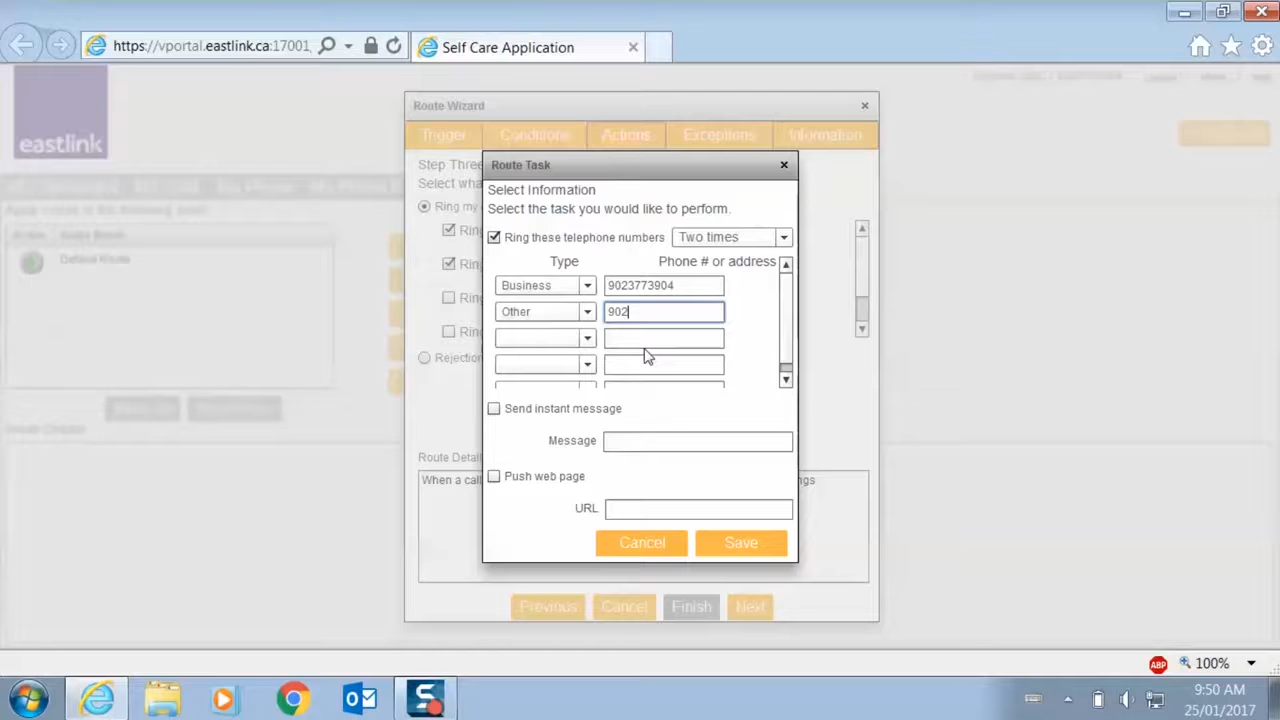 https://vportal.eastlink.ca:17001
Self Care Application
eastlink
Route Wizard
Trigger
Conditions
Actions
Exceptions
Information
Step Three
Select wha
Ring my
Ring
Ring
Ring
Ring
Rejection
Default Route
Route Task
Select Information
Select the task you would like to perform.
Ring these telephone numbers
Two times
Type
Phone # or address
Business
9023773904
Other
902
Send instant message
Message
Push web page
URL
Cancel
Save
Route Detai
When a call
ngs
Previous
Cancel
Finish
Next
ABP
100%
S
9:50 AM
25/01/2017